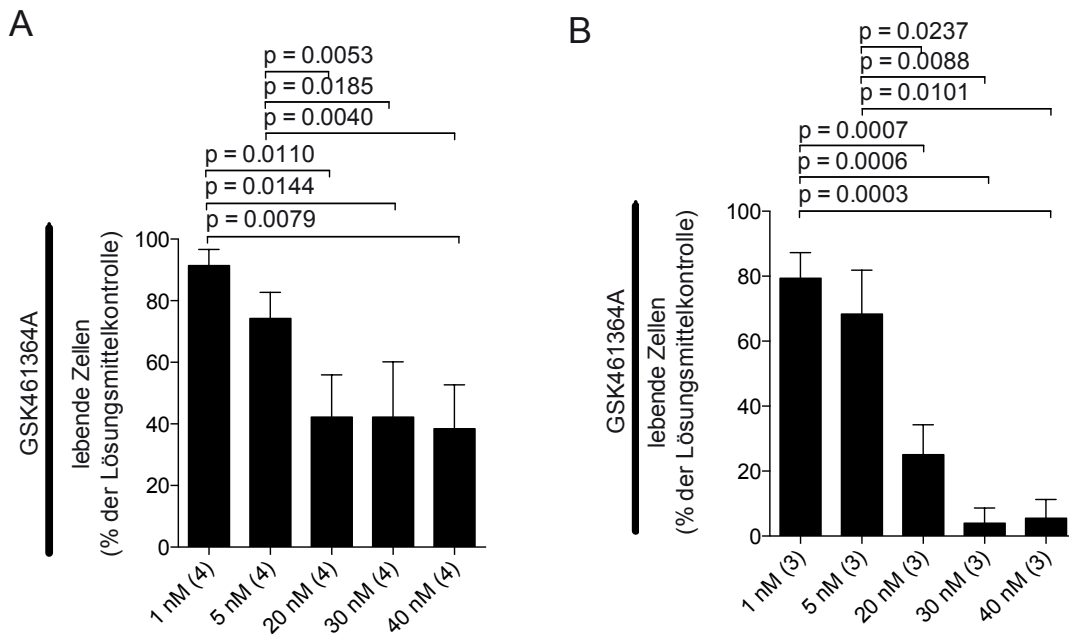 A
p = 0.0053
p = 0.0185
p = 0.0040
p = 0.0110
p = 0.0144
p = 0.0079
GSK461364A
lebende Zellen
(% der Lösungsmittelkontrolle)
100
80
60
40
20
0
1 nM (4)
5 nM (4)
20 nM (4)
30 nM (4)
40 nM (4)
B
p = 0.0237
p = 0.0088
p = 0.0101
p = 0.0007
p = 0.0006
p = 0.0003
GSK461364A
lebende Zellen
(% der Lösungsmittelkontrolle)
100
80
60
40
20
0
1 nM (3)
5 nM (3)
20 nM (3)
30 nM (3)
40 nM (3)